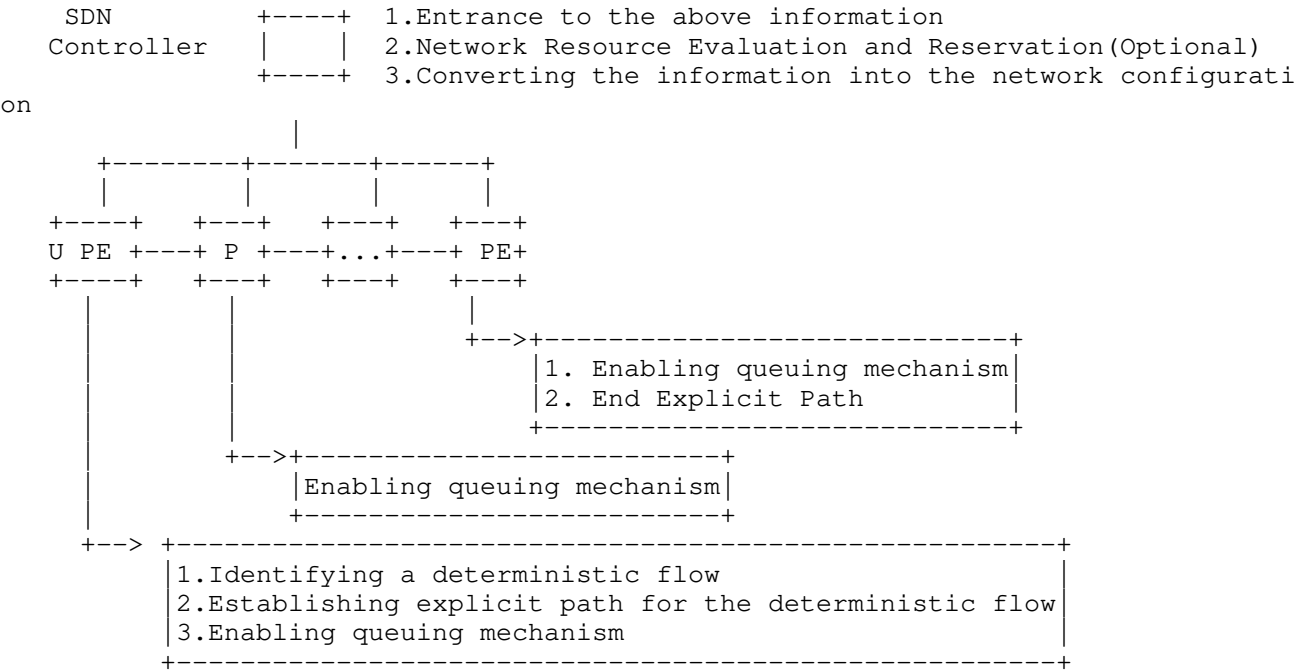 SDN +----+ 1.Entrance to the above information
Controller | | 2.Network Resource Evaluation and Reservation(Optional)
+----+ 3.Converting the information into the network configurati
on
|
+--------+-------+------+
| | | |
+----+ +---+ +---+ +---+
U PE +---+ P +---+...+---+ PE+
+----+ +---+ +---+ +---+
| | |
| | +-->+-----------------------------+
| | |1. Enabling queuing mechanism|
| | |2. End Explicit Path |
| | +-----------------------------+
| +-->+--------------------------+
| |Enabling queuing mechanism|
| +--------------------------+
+--> +-------------------------------------------------------+
|1.Identifying a deterministic flow |
|2.Establishing explicit path for the deterministic flow|
|3.Enabling queuing mechanism |
+-------------------------------------------------------+